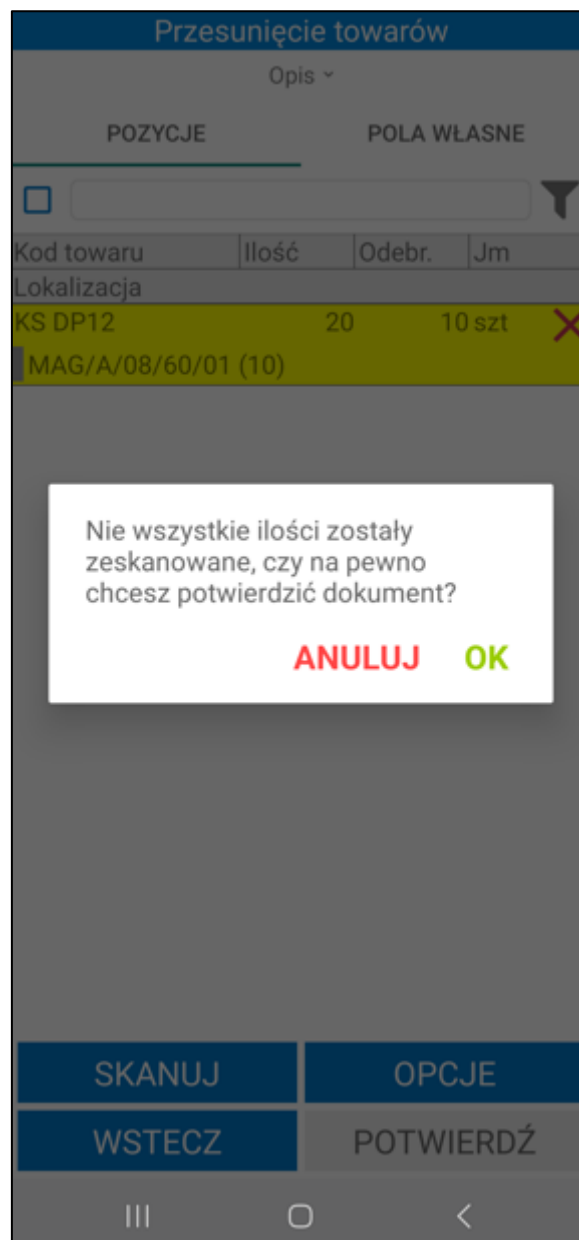 Przesunięcie towarów
Opis
POZYCJE POLA WŁASNE
Kod towaru Ilość Odebr. Jm
Lokalizacja
KS DP12 20 10 szt
MAG/A/08/60/01 (10)
Nie wszystkie ilości zostały
zeskanowane, czy na pewno
chcesz potwierdzić dokument?
ANULUJ OK
SKANUJ OPCJE
WSTECZ POTWIERDŹ